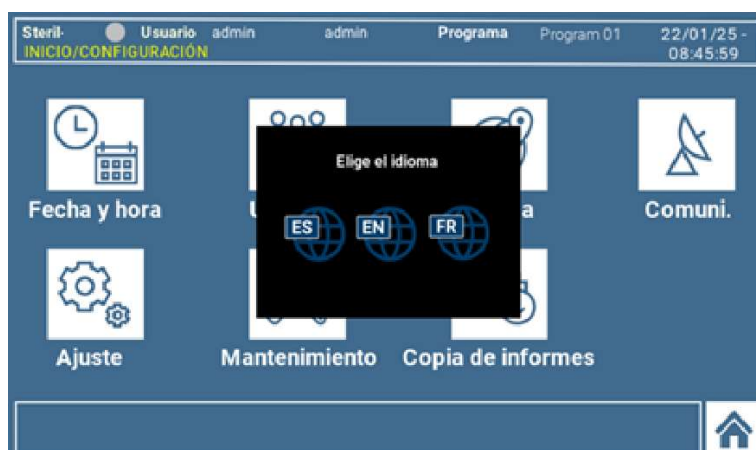 Steril- Usuario admin admin Programa Program 01 22/01/25 -
INICIO/CONFIGURACIÓN 08:45:59
Elige el idioma
ES EN FR
Fecha y hora Comuni.
Ajuste Mantenimiento Copia de informes